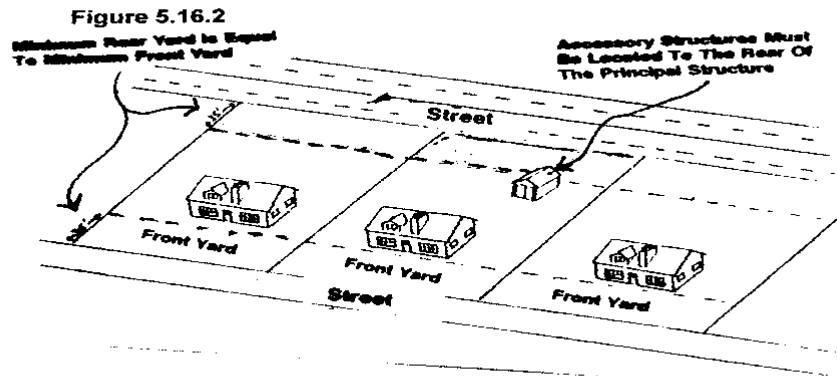 Figure 5.16.2
Minimum Rear Yard is Equal
To Minimum Front Yard
Accessory Structures Must
Be Located To The Rear Of
The Principal Structure
Street
Front Yard
Front Yard
Front Yard
Street